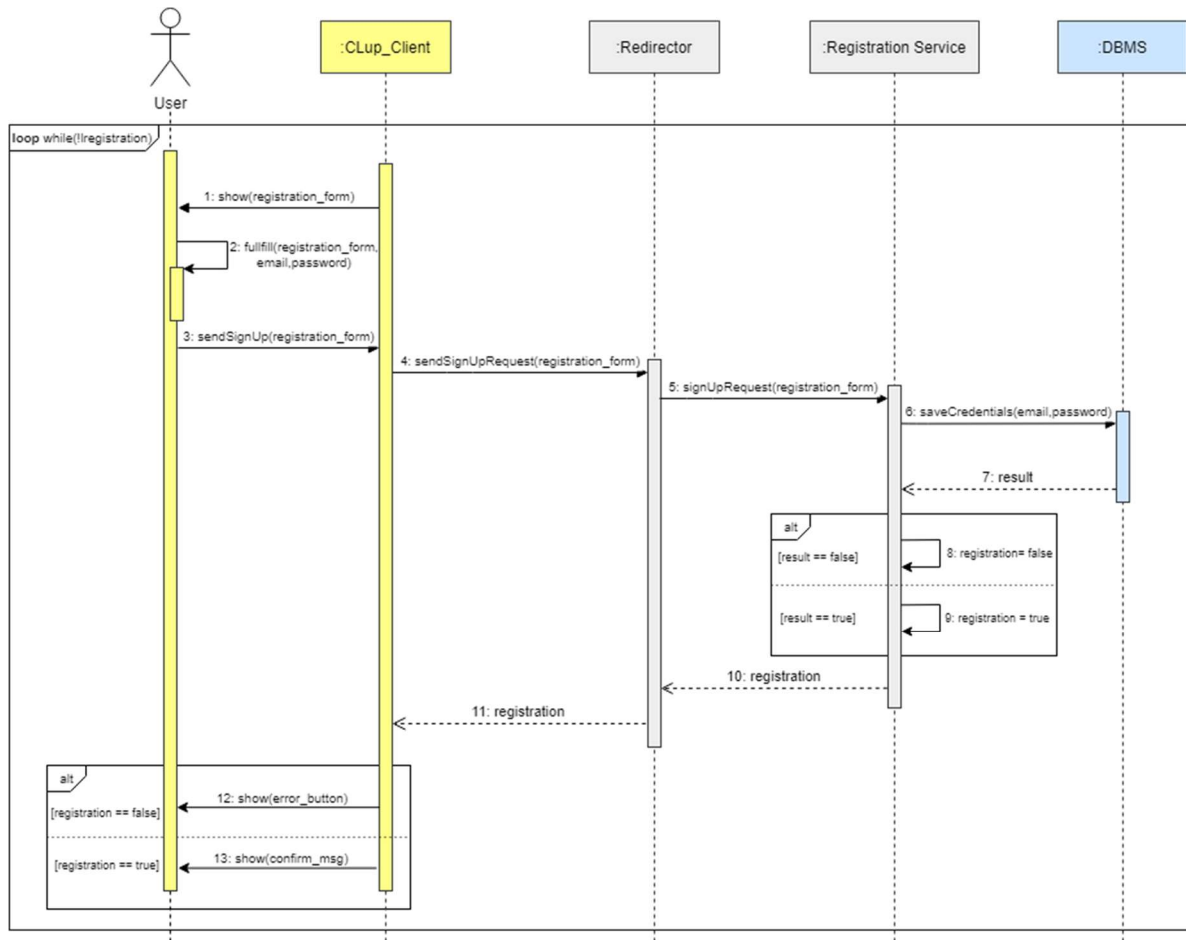 :CLup_Client
:Redirector
:Registration Service
:DBMS
User
loop while(!Iregistration)
1: show(registration_form)
2: fullfill(registration_form,
email,password)
3: sendSignUp(registration_form)
4: sendSignUpRequest(registration_form)
5: signUpRequest(registration_form)
6: saveCredentials(email,password)
7: result
alt
[result == false]
8: registration= false
[result == true]
9: registration = true
10: registration
11: registration
alt
12: show(error_button)
[registration == false]
13: show(confirm_msg)
[registration == true]